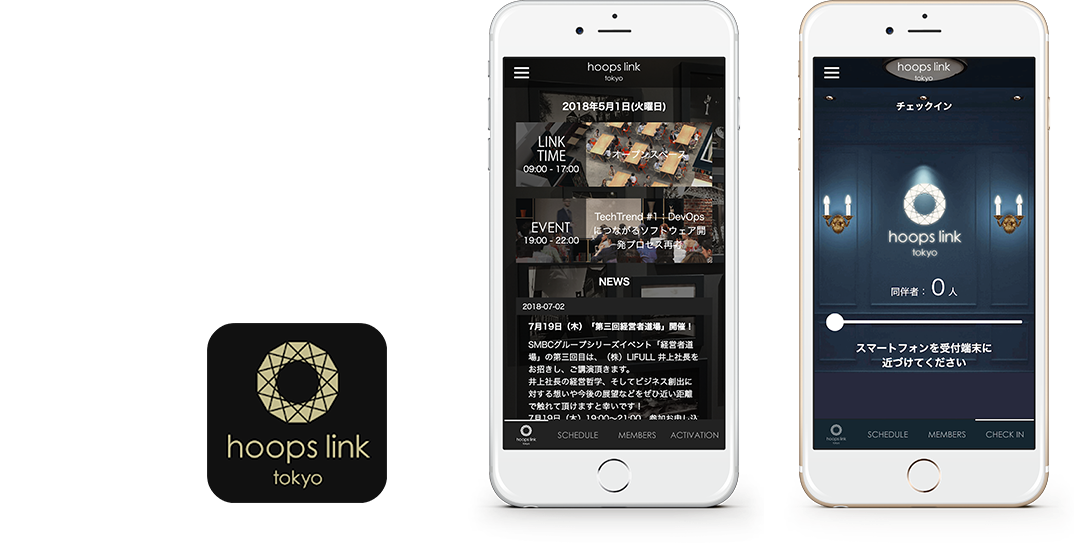 hoops link
tokyo
hoops link
tokyo
2018年5月1日(火曜日)
LINK
TIME
09:00 - 17:00
オープンスペース
EVENT
19:00 - 22:00
TechTrend #1：DevOps
につながるソフトウェア開
発プロセス再考
NEWS
2018-07-02
7月19日（木）「第三回経営者道場」開催！
SMBCグループシリーズイベント「経営者道
場」の第三回目は、（株）LIFULL 井上社長を
お招きし、ご講演頂きます。
井上社長の経営哲学、そしてビジネス創出に
対する想いや今後の展望などをぜひ近い距離
で触れて頂けますと幸いです！
7月19日（木）19:00〜21:00　参加お申し込
hoops link
tokyo
SCHEDULE
MEMBERS
ACTIVATION
hoops link
tokyo
チェックイン
hoops link
tokyo
同伴者： 0 人
スマートフォンを受付端末に
近づけてください
hoops link
tokyo
SCHEDULE
MEMBERS
CHECK IN